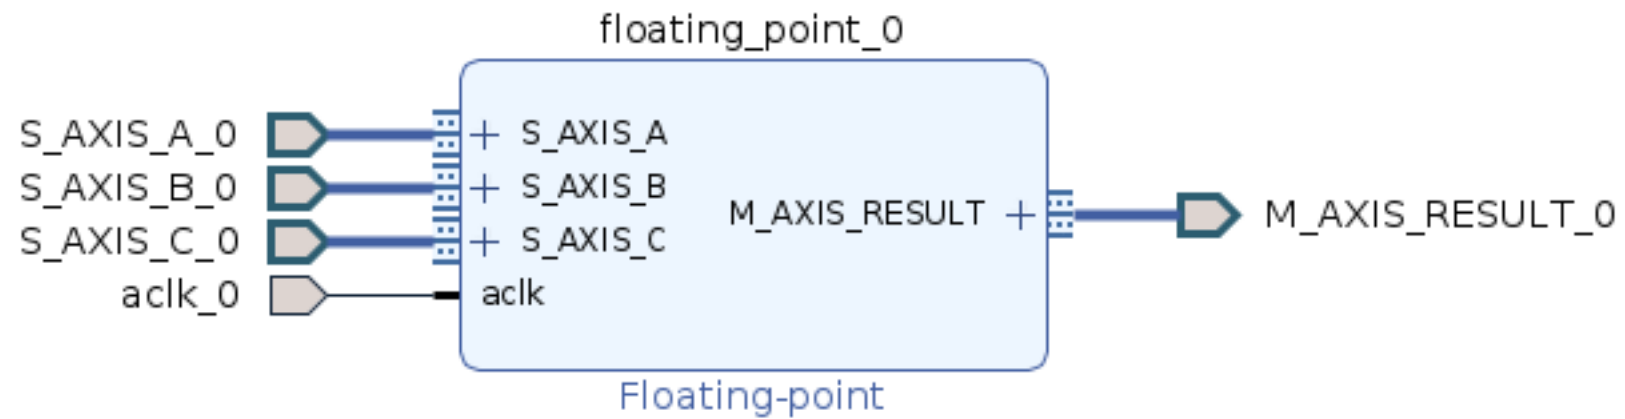 floating_point_0
S_AXIS_A_0
S_AXIS_A
S_AXIS_B_0
S_AXIS_B
M_AXIS_RESULT
M_AXIS_RESULT_0
S_AXIS_C_0
S_AXIS_C
aclk_0
aclk
Floating-point